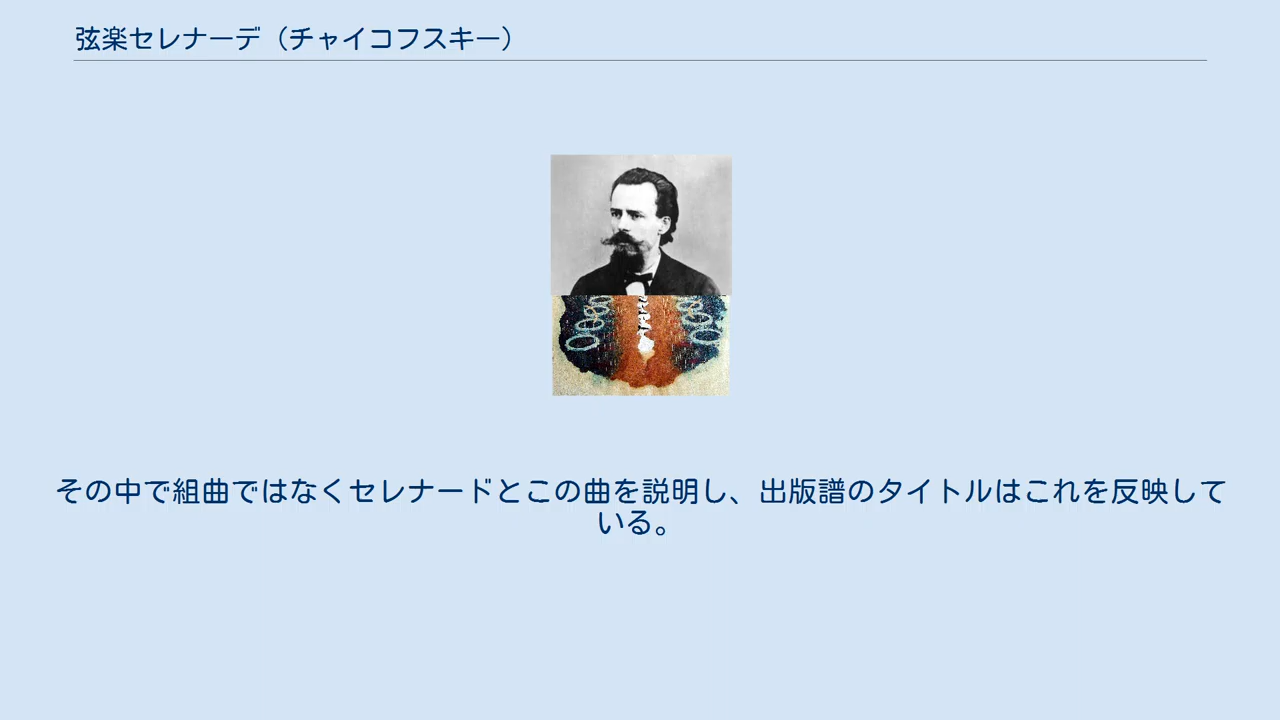 弦楽セレナーデ（チャイコフスキー）
その中で組曲ではなくセレナードとこの曲を説明し、出版譜のタイトルはこれを反映して
いる。